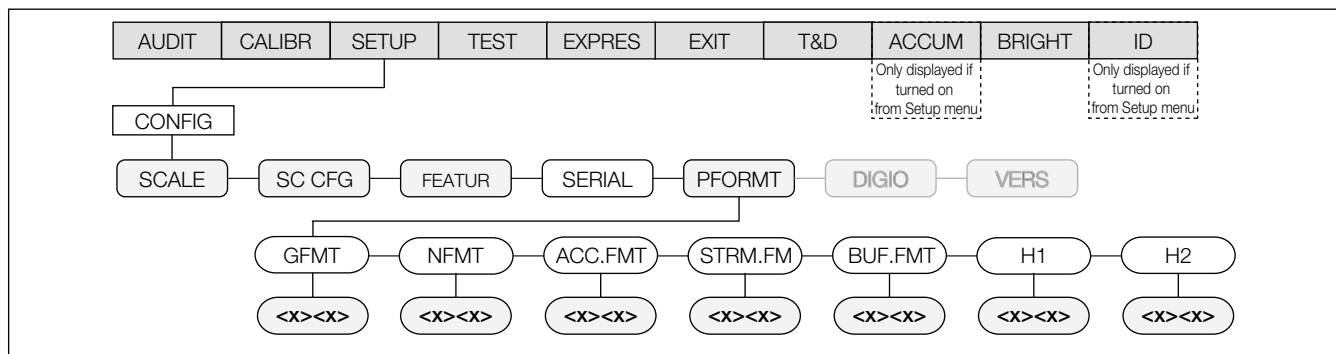 AUDIT CALIBR SETUP TEST EXPRES EXIT T&D ACCUM BRIGHT ID
Only displayed if
turned on
from Setup menu
Only displayed if
turned on
from Setup menu
CONFIG
SCALE SC CFG FEATUR SERIAL PFORMT DIGIO VERS
GFMT NFMT ACC.FMT STRM.FM BUF.FMT H1 H2
<x><x> <x><x> <x><x> <x><x> <x><x> <x><x> <x><x>